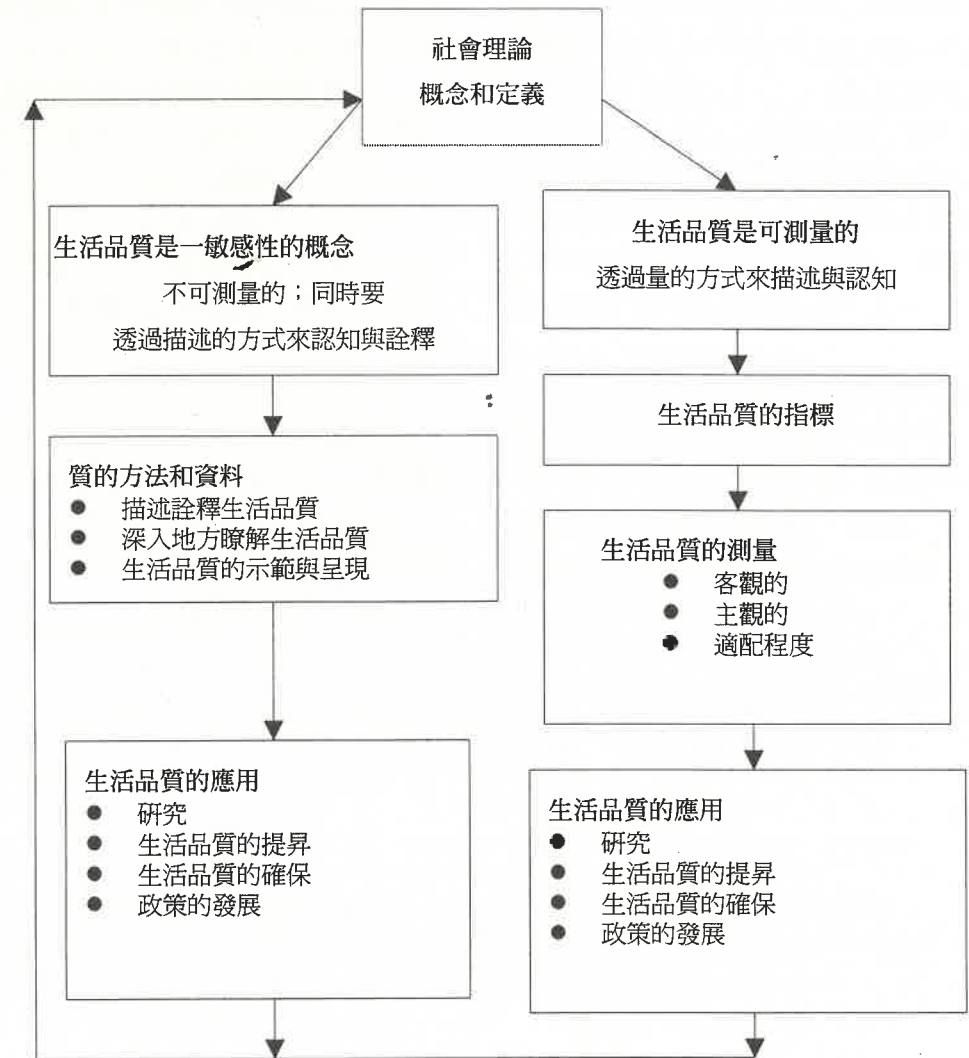 社會理論
概念和定義
生活品質是一敏感性的概念
不可測量的；同時要
透過描述的方式來認知與詮釋
質的方法和資料
● 描述詮釋生活品質
● 深入地方瞭解生活品質
● 生活品質的示範與呈現
生活品質的應用
● 研究
● 生活品質的提昇
● 生活品質的確保
● 政策的發展
生活品質是可測量的
透過量的方式來描述與認知
生活品質的指標
生活品質的測量
● 客觀的
● 主觀的
● 適配程度
生活品質的應用
● 研究
● 生活品質的提昇
● 生活品質的確保
● 政策的發展